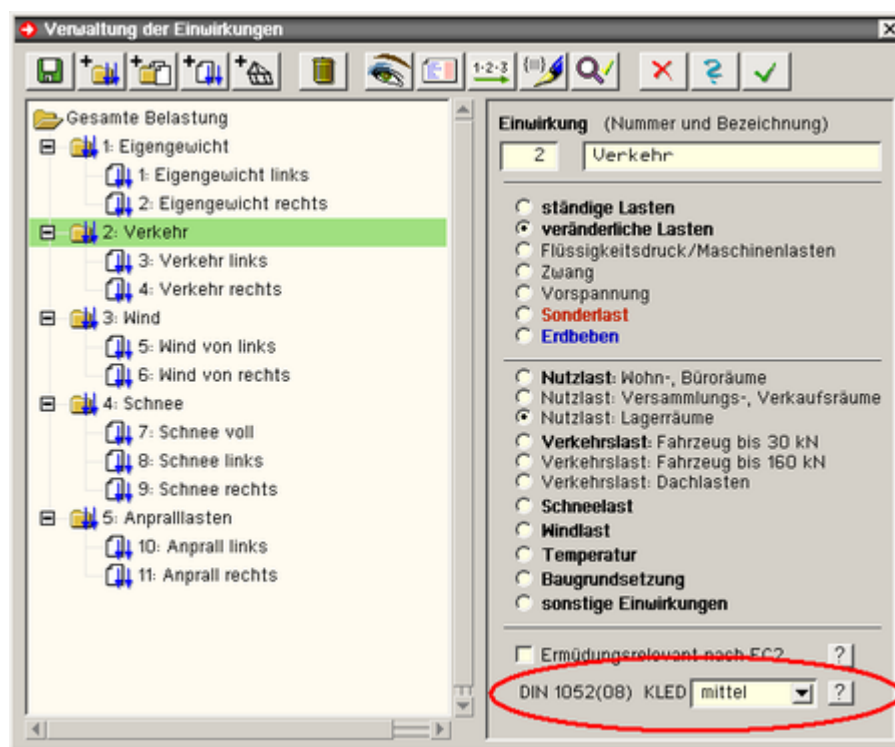 Verwaltung der Einwirkungen
1·2·3
Gesamte Belastung
1: Eigengewicht
1: Eigengewicht links
2: Eigengewicht rechts
2: Verkehr
3: Verkehr links
4: Verkehr rechts
3: Wind
5: Wind von links
6: Wind von rechts
4: Schnee
7: Schnee voll
8: Schnee links
9: Schnee rechts
5: Anpralllasten
10: Anprall links
11: Anprall rechts
Einwirkung (Nummer und Bezeichnung)
2 Verkehr
ständige Lasten
veränderliche Lasten
Flüssigkeitsdruck/Maschinenlasten
Zwang
Vorspannung
Sonderlast
Erdbeben
Nutzlast: Wohn-, Büroräume
Nutzlast: Versammlungs-, Verkaufsräume
Nutzlast: Lagerräume
Verkehrslast: Fahrzeug bis 30 kN
Verkehrslast: Fahrzeug bis 160 kN
Verkehrslast: Dachlasten
Schneelast
Windlast
Temperatur
Baugrundsetzung
sonstige Einwirkungen
Ermüdungsrelevant nach EC2 ?
DIN 1052(08) KLED mittel ?